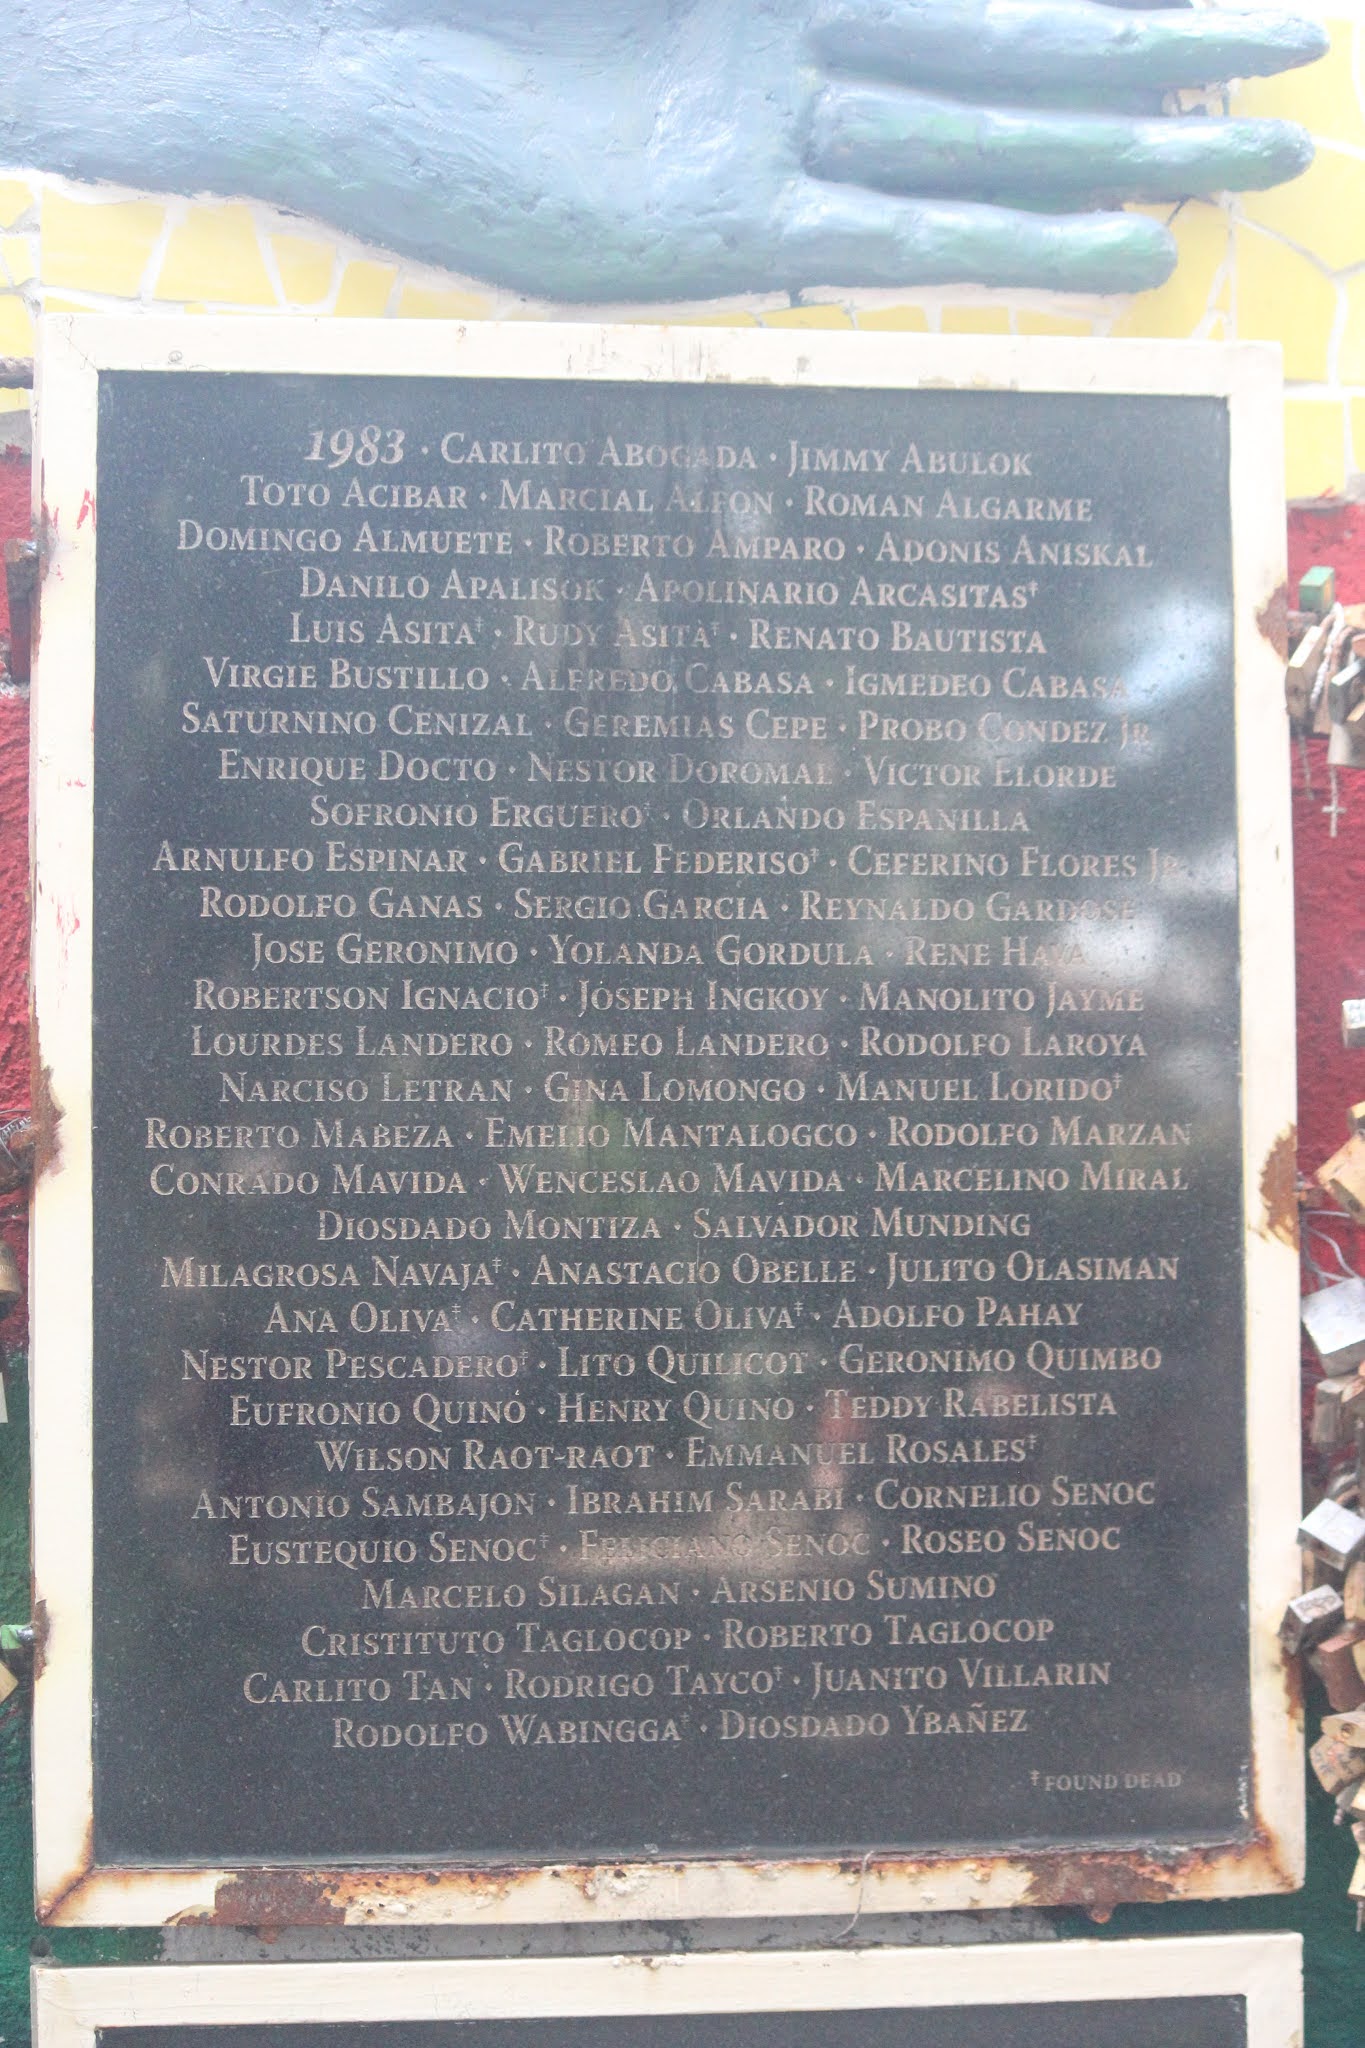 1983 · CARLITO ABOGADA · JIMMY ABULOK
TOTO ACIBAR · MARCIAL ALFON · ROMAN ALGARME
DOMINGO ALMUETE · ROBERTO AMPARO · ADONIS ANISKAL
DANILO APALISOK · APOLINARIO ARCASITAS‡
LUIS ASITA‡ · RUDY ASITA‡ · RENATO BAUTISTA
VIRGIE BUSTILLO · ALFREDO CABASA · IGMEDEO CABASA
SATURNINO CENIZAL · GEREMIAS CEPE · PROBO CONDEZ JR
ENRIQUE DOCTO · NESTOR DOROMAL · VICTOR ELORDE
SOFRONIO ERGUERO‡ · ORLANDO ESPANILLA
ARNULFO ESPINAR · GABRIEL FEDERISO‡ · CEFERINO FLORES JR
RODOLFO GANAS · SERGIO GARCIA · REYNALDO GARDOSE
JOSE GERONIMO · YOLANDA GORDULA · RENE HAVA
ROBERTSON IGNACIO‡ · JOSEPH INGKOY · MANOLITO JAYME
LOURDES LANDERO · ROMEO LANDERO · RODOLFO LAROYA
NARCISO LETRAN · GINA LOMONGO · MANUEL LORIDO‡
ROBERTO MABEZA · EMELIO MANTALOGCO · RODOLFO MARZAN
CONRADO MAVIDA · WENCESLAO MAVIDA · MARCELINO MIRAL
DIOSDADO MONTIZA · SALVADOR MUNDING
MILAGROSA NAVAJA‡ · ANASTACIO OBELLE · JULITO OLASIMAN
ANA OLIVA‡ · CATHERINE OLIVA‡ · ADOLFO PAHAY
NESTOR PESCADERO‡ · LITO QUILICOT · GERONIMO QUIMBO
EUFRONIO QUINO · HENRY QUINO · TEDDY RABELISTA
WILSON RAOT-RAOT · EMMANUEL ROSALES‡
ANTONIO SAMBAJON · IBRAHIM SARABI · CORNELIO SENOC
EUSTEQUIO SENOC‡ · FELICIANO SENOC · ROSEO SENOC
MARCELO SILAGAN · ARSENIO SUMINO
CRISTITUTO TAGLOCOP · ROBERTO TAGLOCOP
CARLITO TAN · RODRIGO TAYCO‡ · JUANITO VILLARIN
RODOLFO WABINGGA‡ · DIOSDADO YBAÑEZ
‡FOUND DEAD